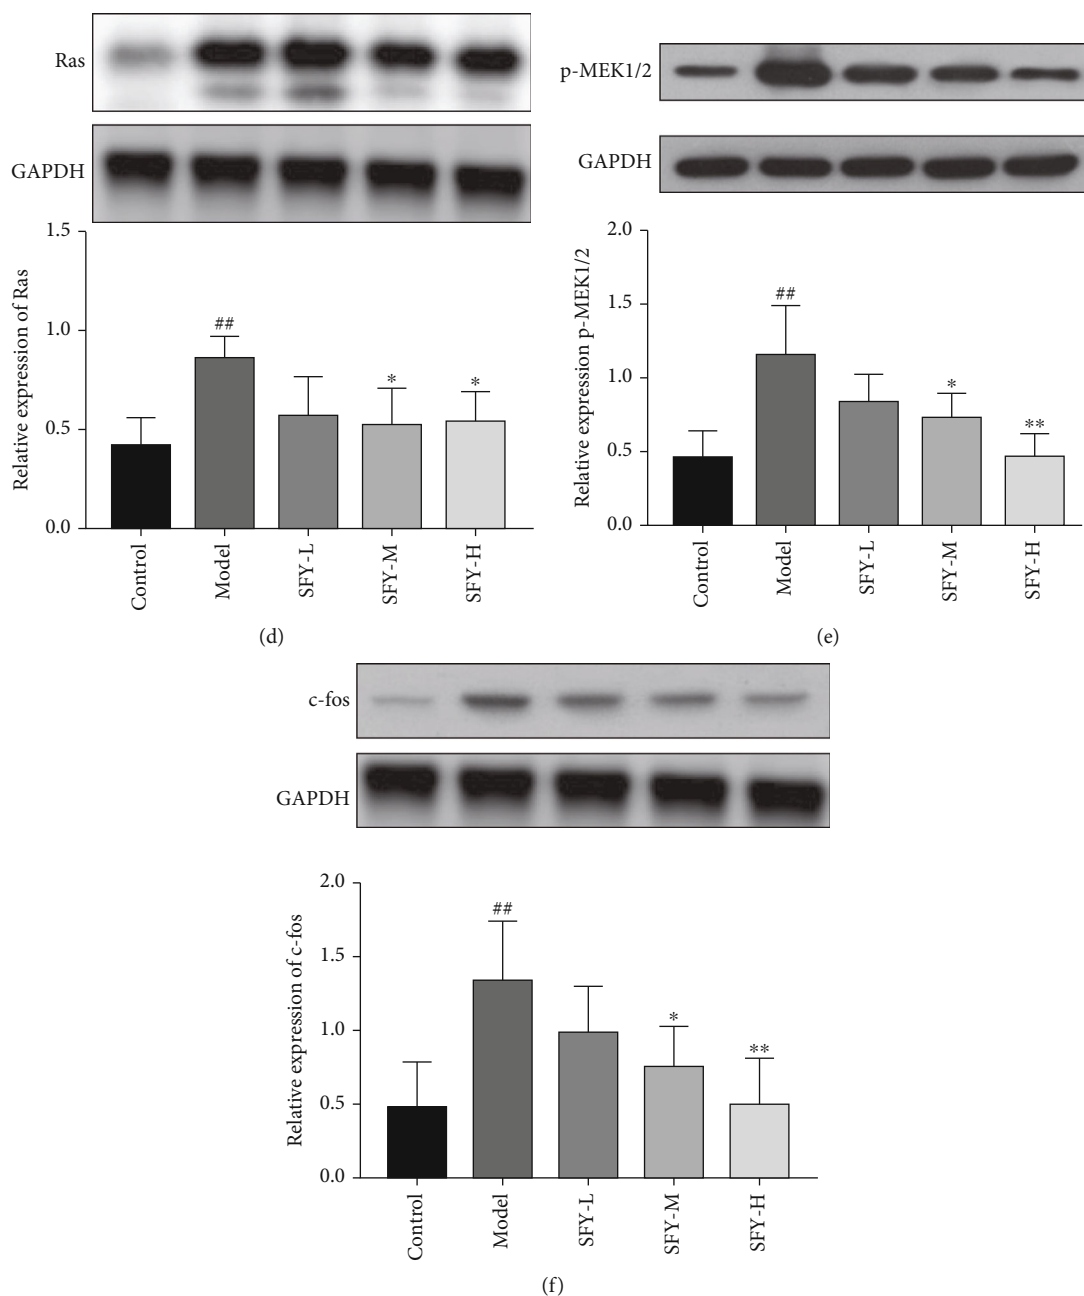 Ras
GAPDH
1.5
1.0
0.5
0.0
Relative expression of Ras
##
*
*
Control
Model
SFY-L
SFY-M
SFY-H
(d)
p-MEK1/2
GAPDH
2.0
1.5
1.0
0.5
0.0
Relative expression p-MEK1/2
##
*
**
Control
Model
SFY-L
SFY-M
SFY-H
(e)
c-fos
GAPDH
2.0
1.5
1.0
0.5
0.0
Relative expression of c-fos
##
*
**
Control
Model
SFY-L
SFY-M
SFY-H
(f)